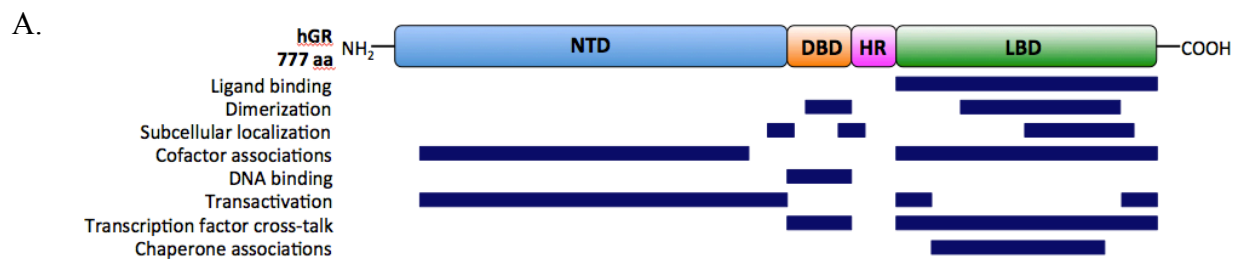 A.
hGR
777 aa
NH2 NTD DBD HR LBD COOH
Ligand binding
Dimerization
Subcellular localization
Cofactor associations
DNA binding
Transactivation
Transcription factor cross-talk
Chaperone associations